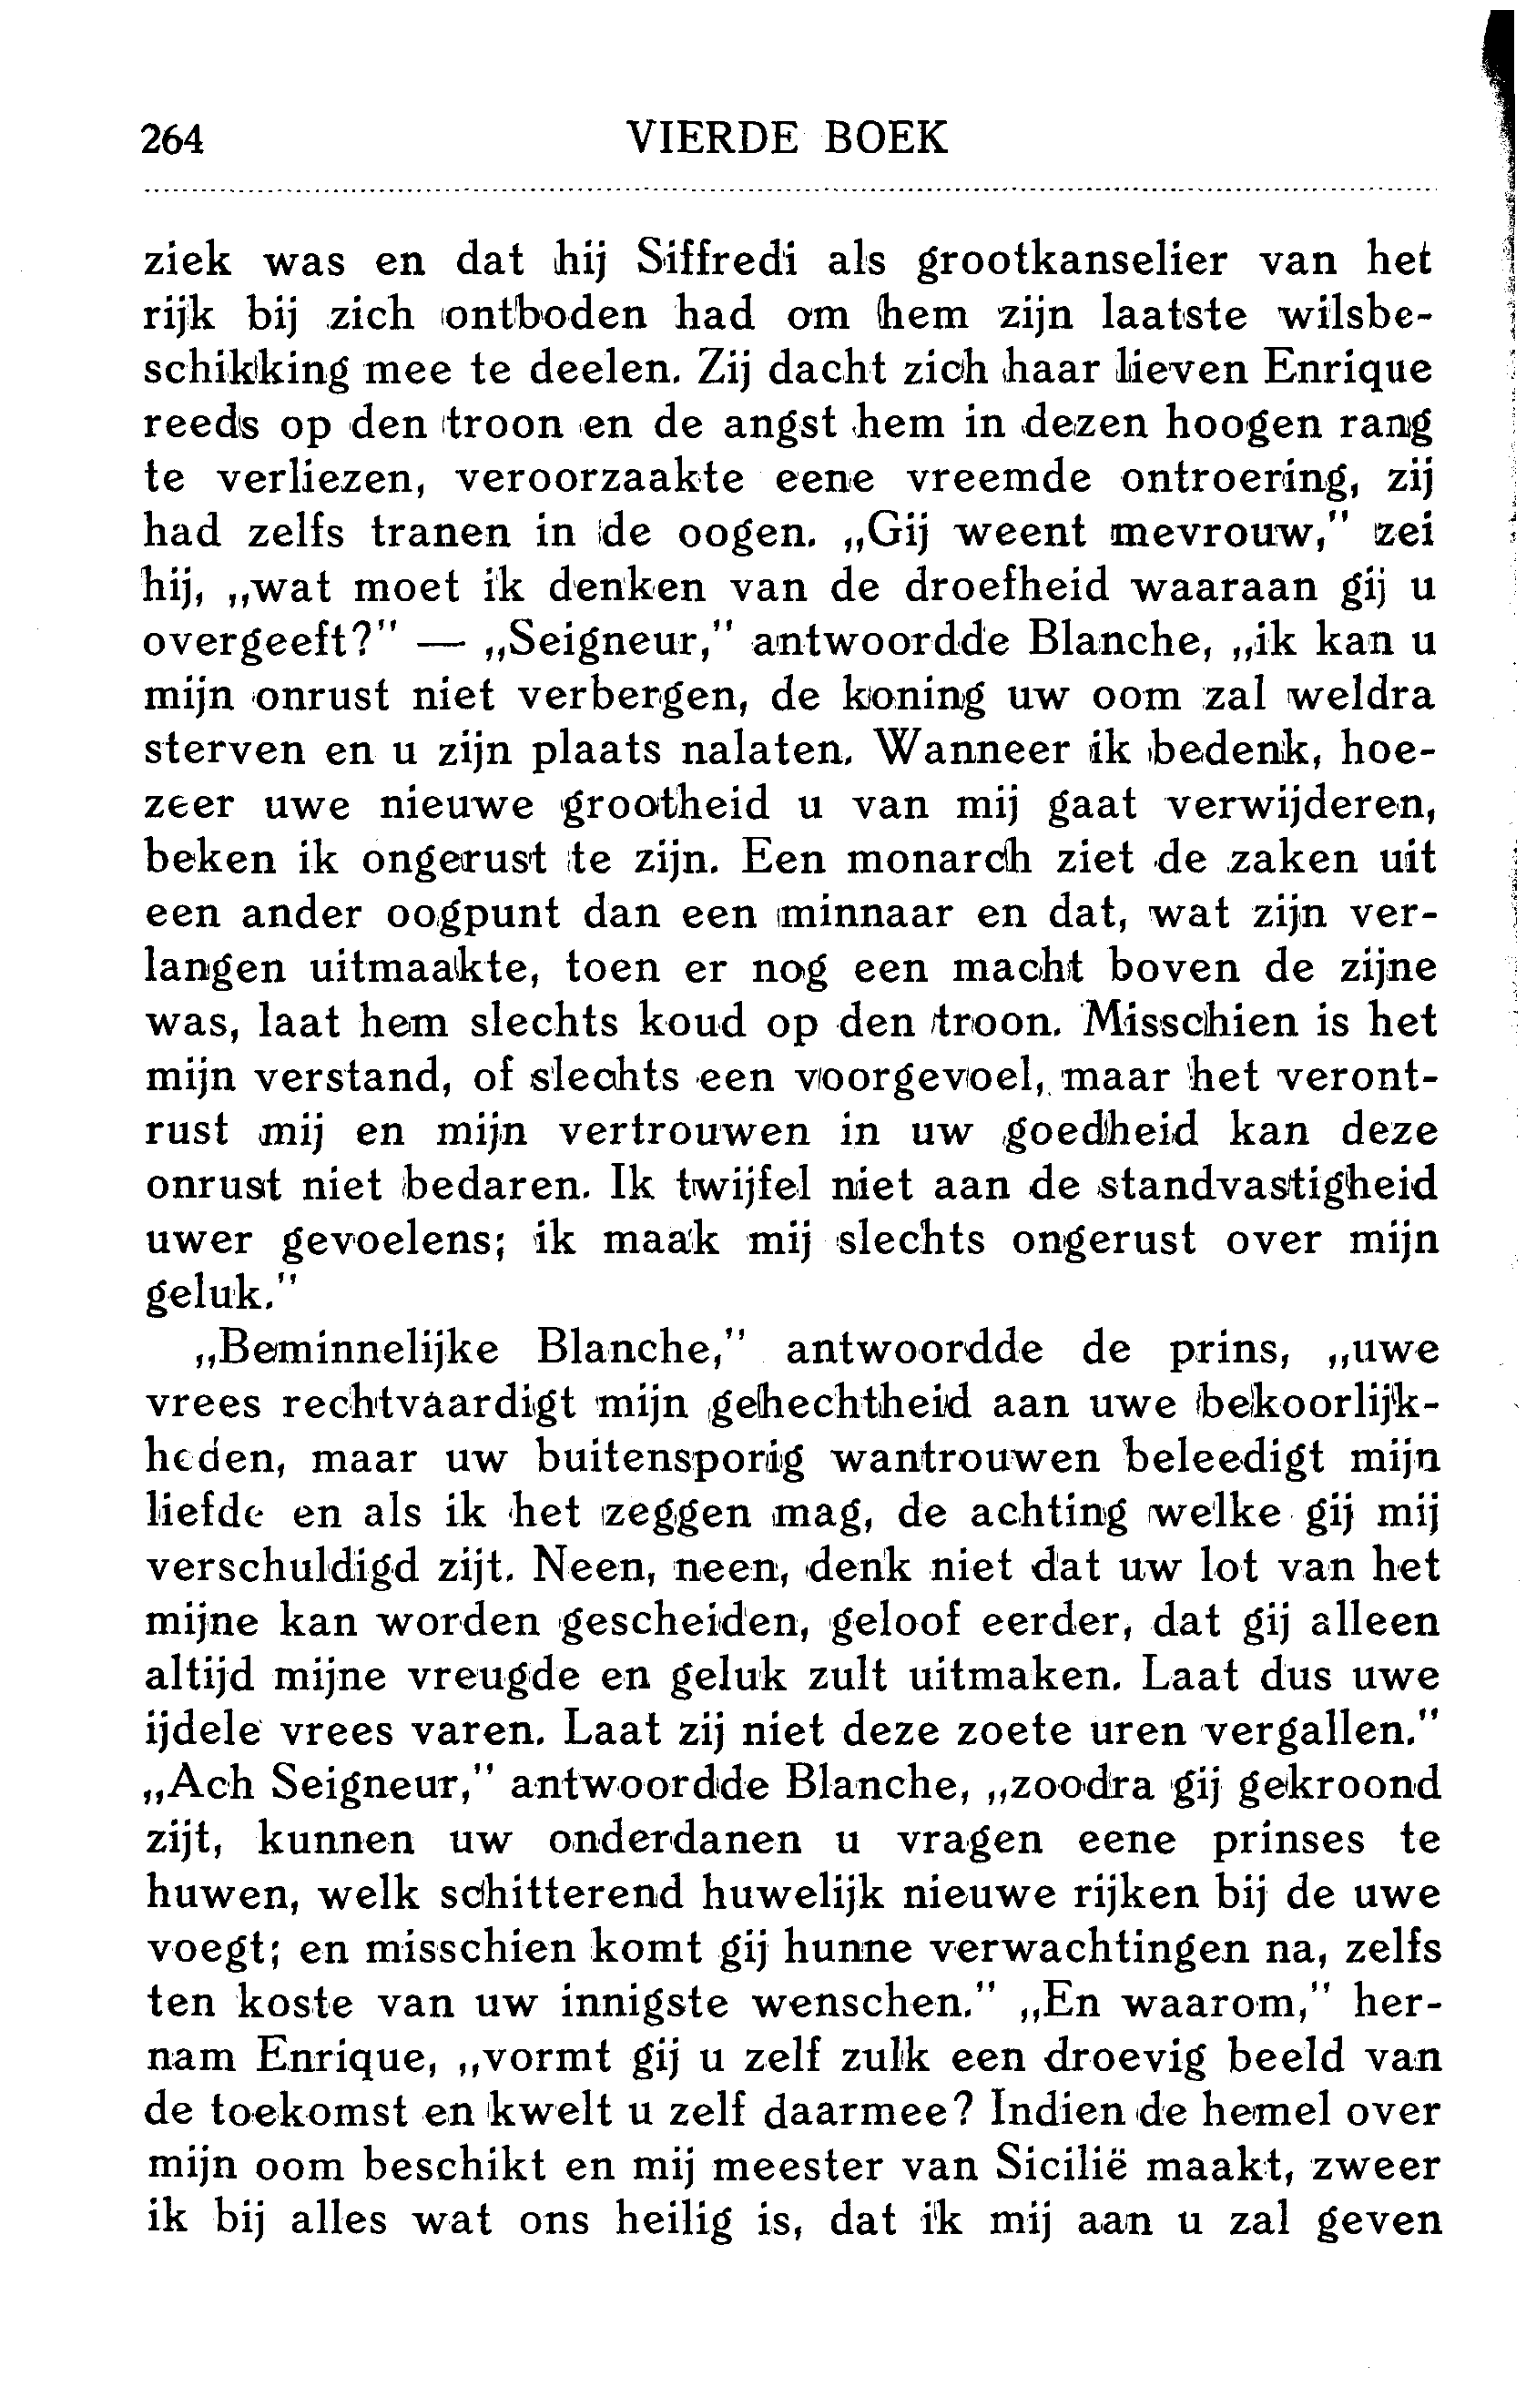 264 VIERDE BOEK
ziek was en dat hij Siffredi als grootkanselier van het
rijk bij zich ontboden had om hem zijn laatste wilsbe-
schikking mee te deelen. Zij dacht zich haar lieven Enrique
reeds op den troon en de angst hem in dezen hoogen rang
te verliezen, veroorzaakte eene vreemde ontroering, zij
had zelfs tranen in de oogen. „Gij weent mevrouw,” zei
hij, „wat moet ik denken van de droefheid waaraan gij u
overgeeft?” — „Seigneur,” antwoordde Blanche, „ik kan u
mijn onrust niet verbergen, de koning uw oom zal weldra
sterven en u zijn plaats nalaten. Wanneer ik bedenk, hoe-
zeer uwe nieuwe grootheid u van mij gaat verwijderen,
beken ik ongerust te zijn. Een monarch ziet de zaken uit
een ander oogpunt dan een minnaar en dat, wat zijn ver-
langen uitmaakte, toen er nog een macht boven de zijne
was, laat hem slechts koud op den troon. Misschien is het
mijn verstand, of slechts een voorgevoel, maar het veront-
rust mij en mijn vertrouwen in uw goedheid kan deze
onrust niet bedaren. Ik twijfel niet aan de standvastigheid
uwer gevoelens; ik maak mij slechts ongerust over mijn
geluk.”
„Beminnelijke Blanche,” antwoordde de prins, „uwe
vrees rechtvaardigt mijn gehechtheid aan uwe bekoorlijk-
heden, maar uw buitensporig wantrouwen beleedigt mijn
liefde en als ik het zeggen mag, de achting welke gij mij
verschuldigd zijt. Neen, neen, denk niet dat uw lot van het
mijne kan worden gescheiden, geloof eerder, dat gij alleen
altijd mijne vreugde en geluk zult uitmaken. Laat dus uwe
ijdele vrees varen. Laat zij niet deze zoete uren vergallen.”
„Ach Seigneur,” antwoordde Blanche, „zoodra gij gekroond
zijt, kunnen uw onderdanen u vragen eene prinses te
huwen, welk schitterend huwelijk nieuwe rijken bij de uwe
voegt; en misschien komt gij hunne verwachtingen na, zelfs
ten koste van uw innigste wenschen.” „En waarom,” her-
nam Enrique, „vormt gij u zelf zulk een droevig beeld van
de toekomst en kwelt u zelf daarmee? Indien de hemel over
mijn oom beschikt en mij meester van Sicilië maakt, zweer
ik bij alles wat ons heilig is, dat ik mij aan u zal geven